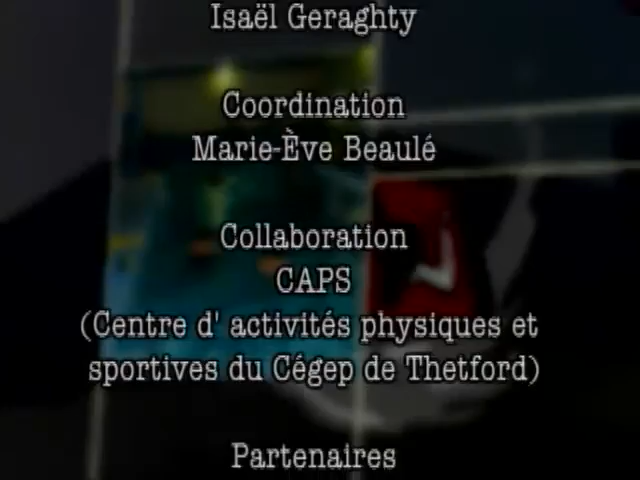 Isaël Geraghty
Coordination
Marie-Ève Beaulé
Collaboration
CAPS
(Centre d' activités physiques et
sportives du Cégep de Thetford)
Partenaires